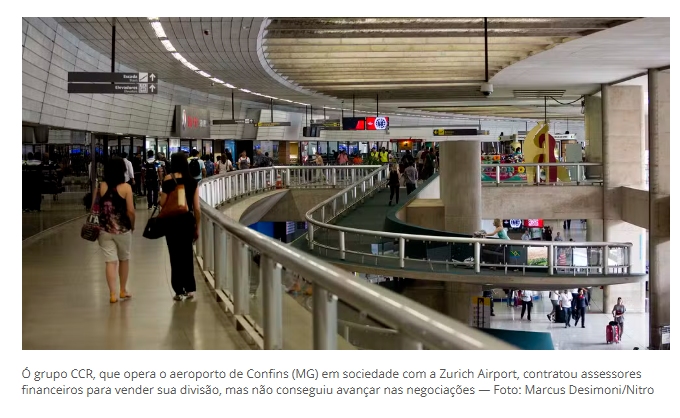 Escada
Elevadores
Ó grupo CCR, que opera o aeroporto de Confins (MG) em sociedade com a Zurich Airport, contratou assessores
financeiros para vender sua divisão, mas não conseguiu avançar nas negociações — Foto: Marcus Desimoni/Nitro